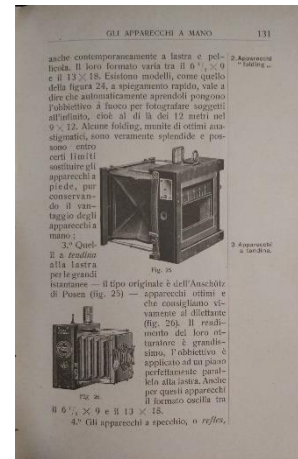 GLI APPARECCHI A MANO 131
anche contemporaneamente a lastra e pel-
licola. Il loro formato varia tra il 6 ½ × 9
e il 13 × 18. Esistono modelli, come quello
della figura 24, a spiegamento rapido, vale a
dire che automaticamente aprendoli pongono
l'obbiettivo a fuoco per fotografare soggetti
all'infinito, cioè al di là dei 12 metri nel
9 × 12. Alcune folding, munite di ottimi ana-
stigmatici, sono veramente splendide e pos-
sono entro
certi limiti
sostituire gli
apparecchi a
piede, pur
conservan-
do il van-
taggio degli
apparecchi a
mano;
3.º Quel-
li a tendina
alla lastra
per le grandi
istantanee — il tipo originale è dell'Anschötz
di Posen (fig. 25) — apparecchi ottimi e
che consigliamo vi-
vamente al dilettante
(fig. 26). Il rendi-
mento del loro ot-
turatore è grandis-
simo, l'obbiettivo è
applicato ad un piano
perfettamente paral-
lelo alla lastra. Anche
per questi apparecchi
il formato oscilla tra
il 6 ½ × 9 e il 13 × 18.
4.º Gli apparecchi a specchio, o reflex,
2. Apparecchi
" folding "
3. Apparecchi
a tendina.
Fig. 25
Fig. 26.